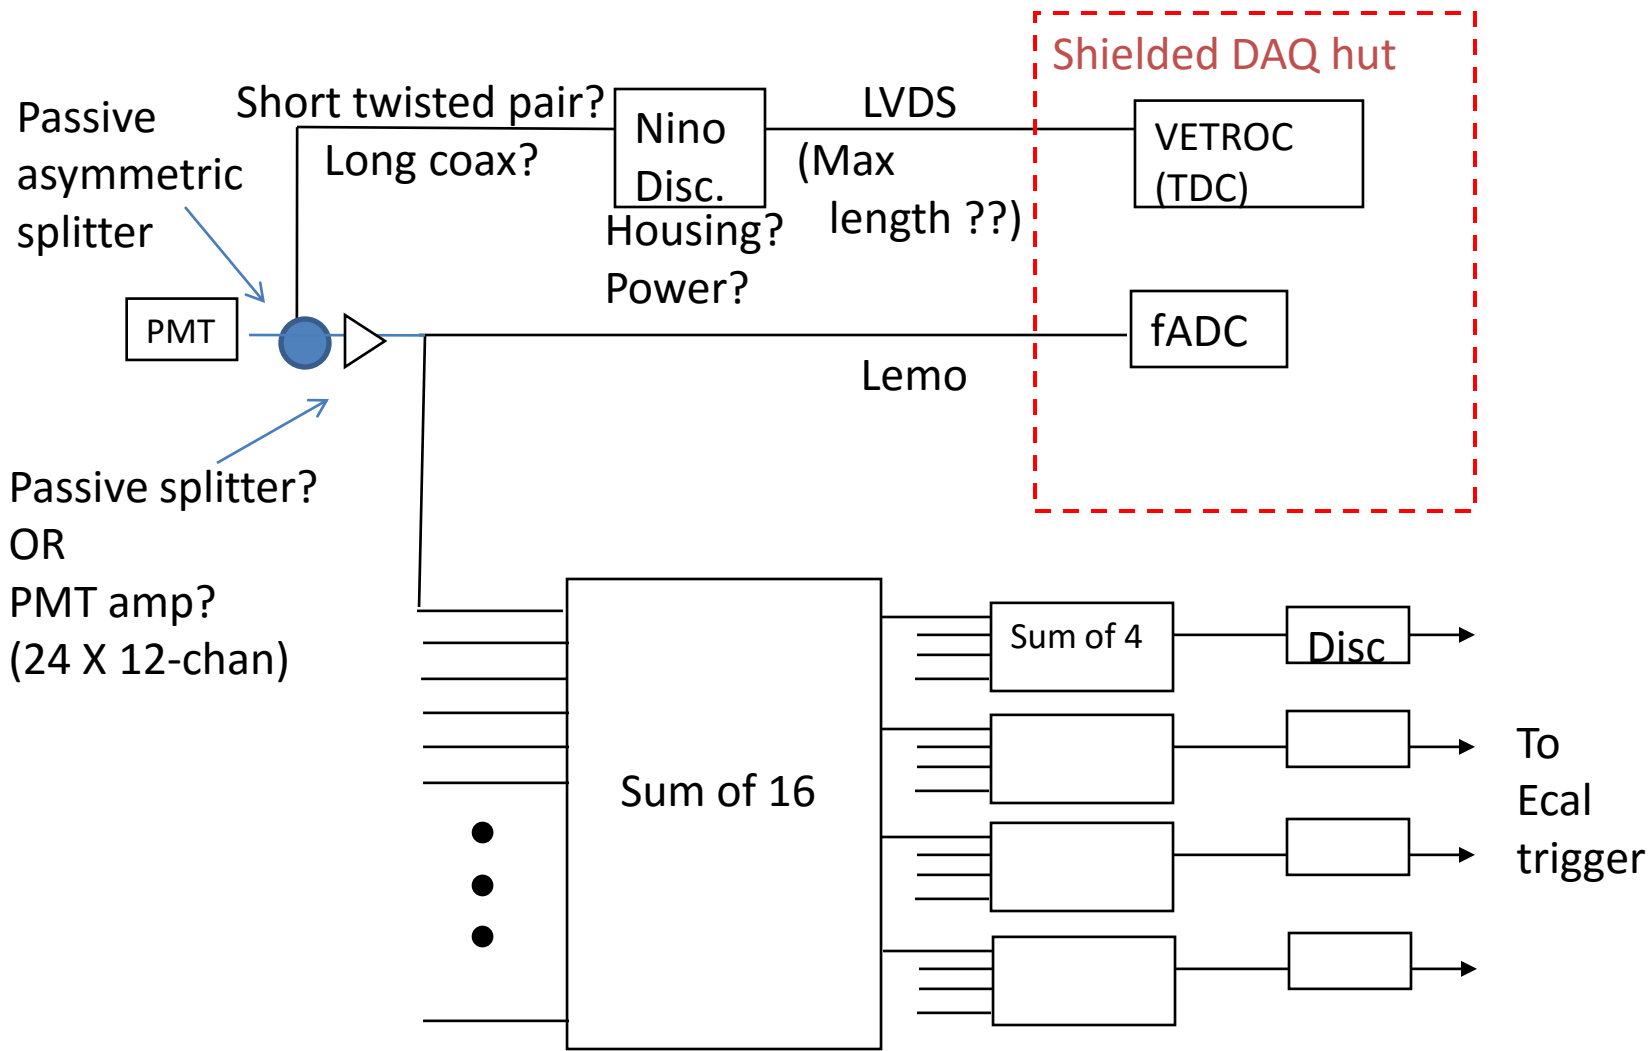 Shielded DAQ hut
Passive
asymmetric
splitter
Short twisted pair?
Long coax?
Nino
Disc.
Housing?
Power?
LVDS
(Max
length ??)
VETROC
(TDC)
PMT
fADC
Lemo
Passive splitter?
OR
PMT amp?
(24 X 12-chan)
Sum of 16
Sum of 4
Disc
To
Ecal
trigger